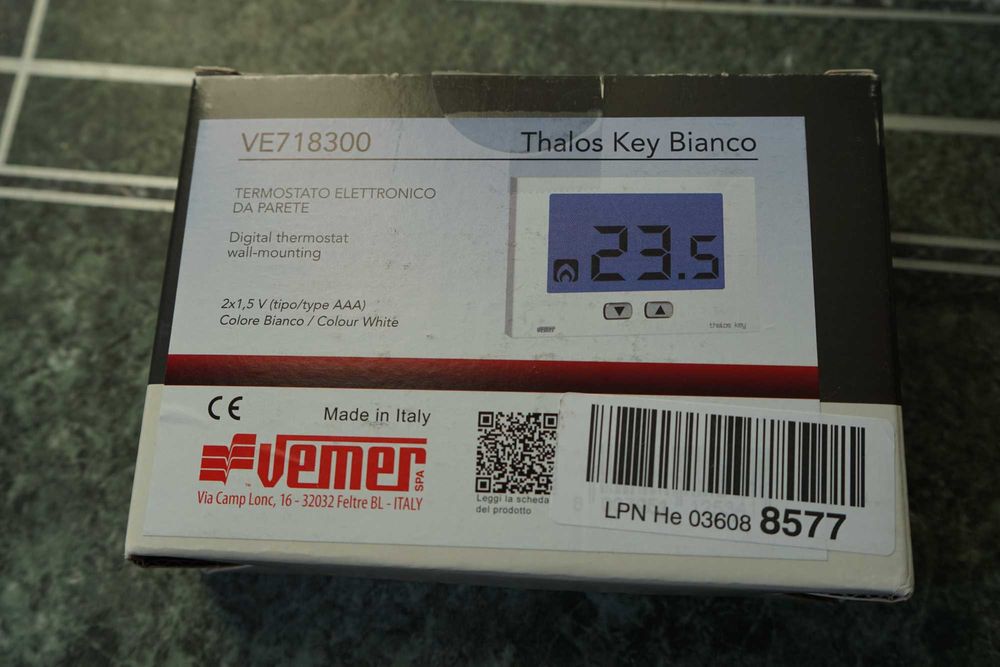 VE718300
Thalos Key Bianco
TERMOSTATO ELETTRONICO
DA PARETE
Digital thermostat
wall-mounting
2x1,5 V (tipo/type AAA)
Colore Bianco / Colour White
23.5
vemer
thalos key
CE
Made in Italy
vemer SPA
TM
Via Camp Lonc, 16 - 32032 Feltre BL - ITALY
Leggi la scheda
del prodotto
LPN He 03608 8577